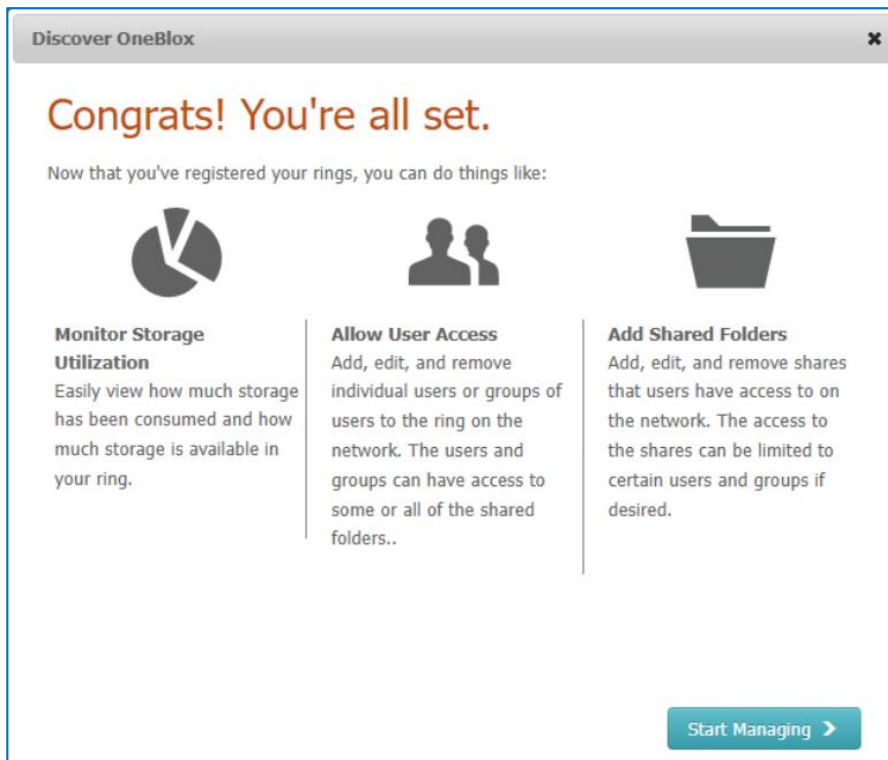 Discover OneBlox
Congrats! You're all set.
Now that you've registered your rings, you can do things like:
Monitor Storage
Utilization
Easily view how much storage
has been consumed and how
much storage is available in
your ring.
Allow User Access
Add, edit, and remove
individual users or groups of
users to the ring on the
network. The users and
groups can have access to
some or all of the shared
folders..
Add Shared Folders
Add, edit, and remove shares
that users have access to on
the network. The access to
the shares can be limited to
certain users and groups if
desired.
Start Managing